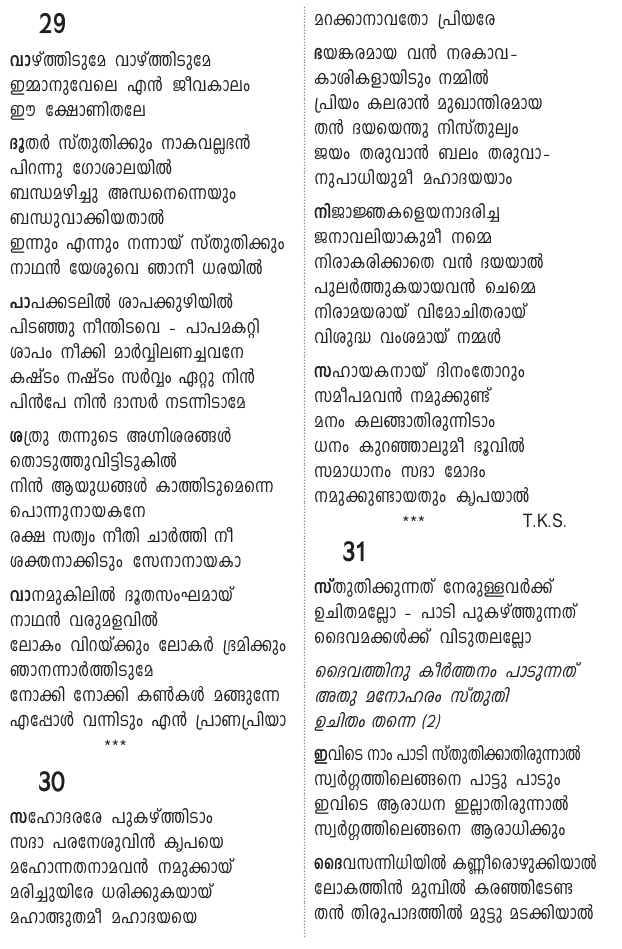 29
വാഴ്ത്തിടുമേ വാഴ്ത്തിടുമേ
ഇമ്മാനുവേലെ എൻ ജീവകാലം
ഈ ക്ഷോണിതലേ
ദൂതർ സ്തുതിക്കും നാകവല്ലഭൻ
പിറന്നു ഗോശാലയിൽ
ബന്ധമഴിച്ചു അന്ധനെന്നെയും
ബന്ധുവാക്കിയതാൽ
ഇന്നും എന്നും നന്നായ് സ്തുതിക്കും
നാഥൻ യേശുവെ ഞാനീ ധരയിൽ
പാപക്കടലിൽ ശാപക്കുഴിയിൽ
പിടഞ്ഞു നീന്തിടവെ - പാപമകറ്റി
ശാപം നീക്കി മാർവ്വിലണച്ചവനേ
കഷ്ടം നഷ്ടം സർവ്വം ഏറ്റു നിൻ
പിൻപേ നിൻ ദാസർ നടന്നിടാമേ
ശത്രു തന്നുടെ അഗ്നിശരങ്ങൾ
തൊടുത്തുവിട്ടിടുകിൽ
നിൻ ആയുധങ്ങൾ കാത്തിടുമെന്നെ
പൊന്നുനായകനേ
രക്ഷ സത്യം നീതി ചാർത്തി നീ
ശക്തനാക്കിടും സേനാനായകാ
വാനമുകിലിൽ ദൂതസംഘമായ്
നാഥൻ വരുമളവിൽ
ലോകം വിറയ്ക്കും ലോകർ ഭ്രമിക്കും
ഞാനന്നാർത്തിടുമേ
നോക്കി നോക്കി കൺകൾ മങ്ങുന്നേ
എപ്പോൾ വന്നിടും എൻ പ്രാണപ്രിയാ
***
30
സഹോദരരേ പുകഴ്ത്തിടാം
സദാ പരനേശുവിൻ കൃപയെ
മഹോന്നതനാമവൻ നമുക്കായ്
മരിച്ചുയിരേ ധരിക്കുകയായ്
മഹാത്ഭുതമീ മഹാദയയെ
മറക്കാനാവതോ പ്രിയരേ
ഭയങ്കരമായ വൻ നരകാവ-
കാശികളായിടും നമ്മിൽ
പ്രിയം കലരാൻ മുഖാന്തിരമായ
തൻ ദയയെന്തു നിസ്തുല്യം
ജയം തരുവാൻ ബലം തരുവാ-
നുപാധിയുമീ മഹാദയയാം
നിജാജ്ഞകളെയനാദരിച്ച
ജനാവലിയാകുമീ നമ്മെ
നിരാകരിക്കാതെ വൻ ദയയാൽ
പുലർത്തുകയായവൻ ചെമ്മെ
നിരാമയരായ് വിമോചിതരായ്
വിശുദ്ധ വംശമായ് നമ്മൾ
സഹായകനായ് ദിനംതോറും
സമീപമവൻ നമുക്കുണ്ട്
മനം കലങ്ങാതിരുന്നിടാം
ധനം കുറഞ്ഞാലുമീ ഭൂവിൽ
സമാധാനം സദാ മോദം
നമുക്കുണ്ടായതും കൃപയാൽ
*** T.K.S.
31
സ്തുതിക്കുന്നത് നേരുള്ളവർക്ക്
ഉചിതമല്ലോ - പാടി പുകഴ്ത്തുന്നത്
ദൈവമക്കൾക്ക് വിടുതലല്ലോ
ദൈവത്തിനു കീർത്തനം പാടുന്നത്
അതു മനോഹരം സ്തുതി
ഉചിതം തന്നെ (2)
ഇവിടെ നാം പാടി സ്തുതിക്കാതിരുന്നാൽ
സ്വർഗ്ഗത്തിലെങ്ങനെ പാട്ടു പാടും
ഇവിടെ ആരാധന ഇല്ലാതിരുന്നാൽ
സ്വർഗ്ഗത്തിലെങ്ങനെ ആരാധിക്കും
ദൈവസന്നിധിയിൽ കണ്ണീരൊഴുക്കിയാൽ
ലോകത്തിൻ മുമ്പിൽ കരഞ്ഞിടേണ്ട
തൻ തിരുപാദത്തിൽ മുട്ടു മടക്കിയാൽ